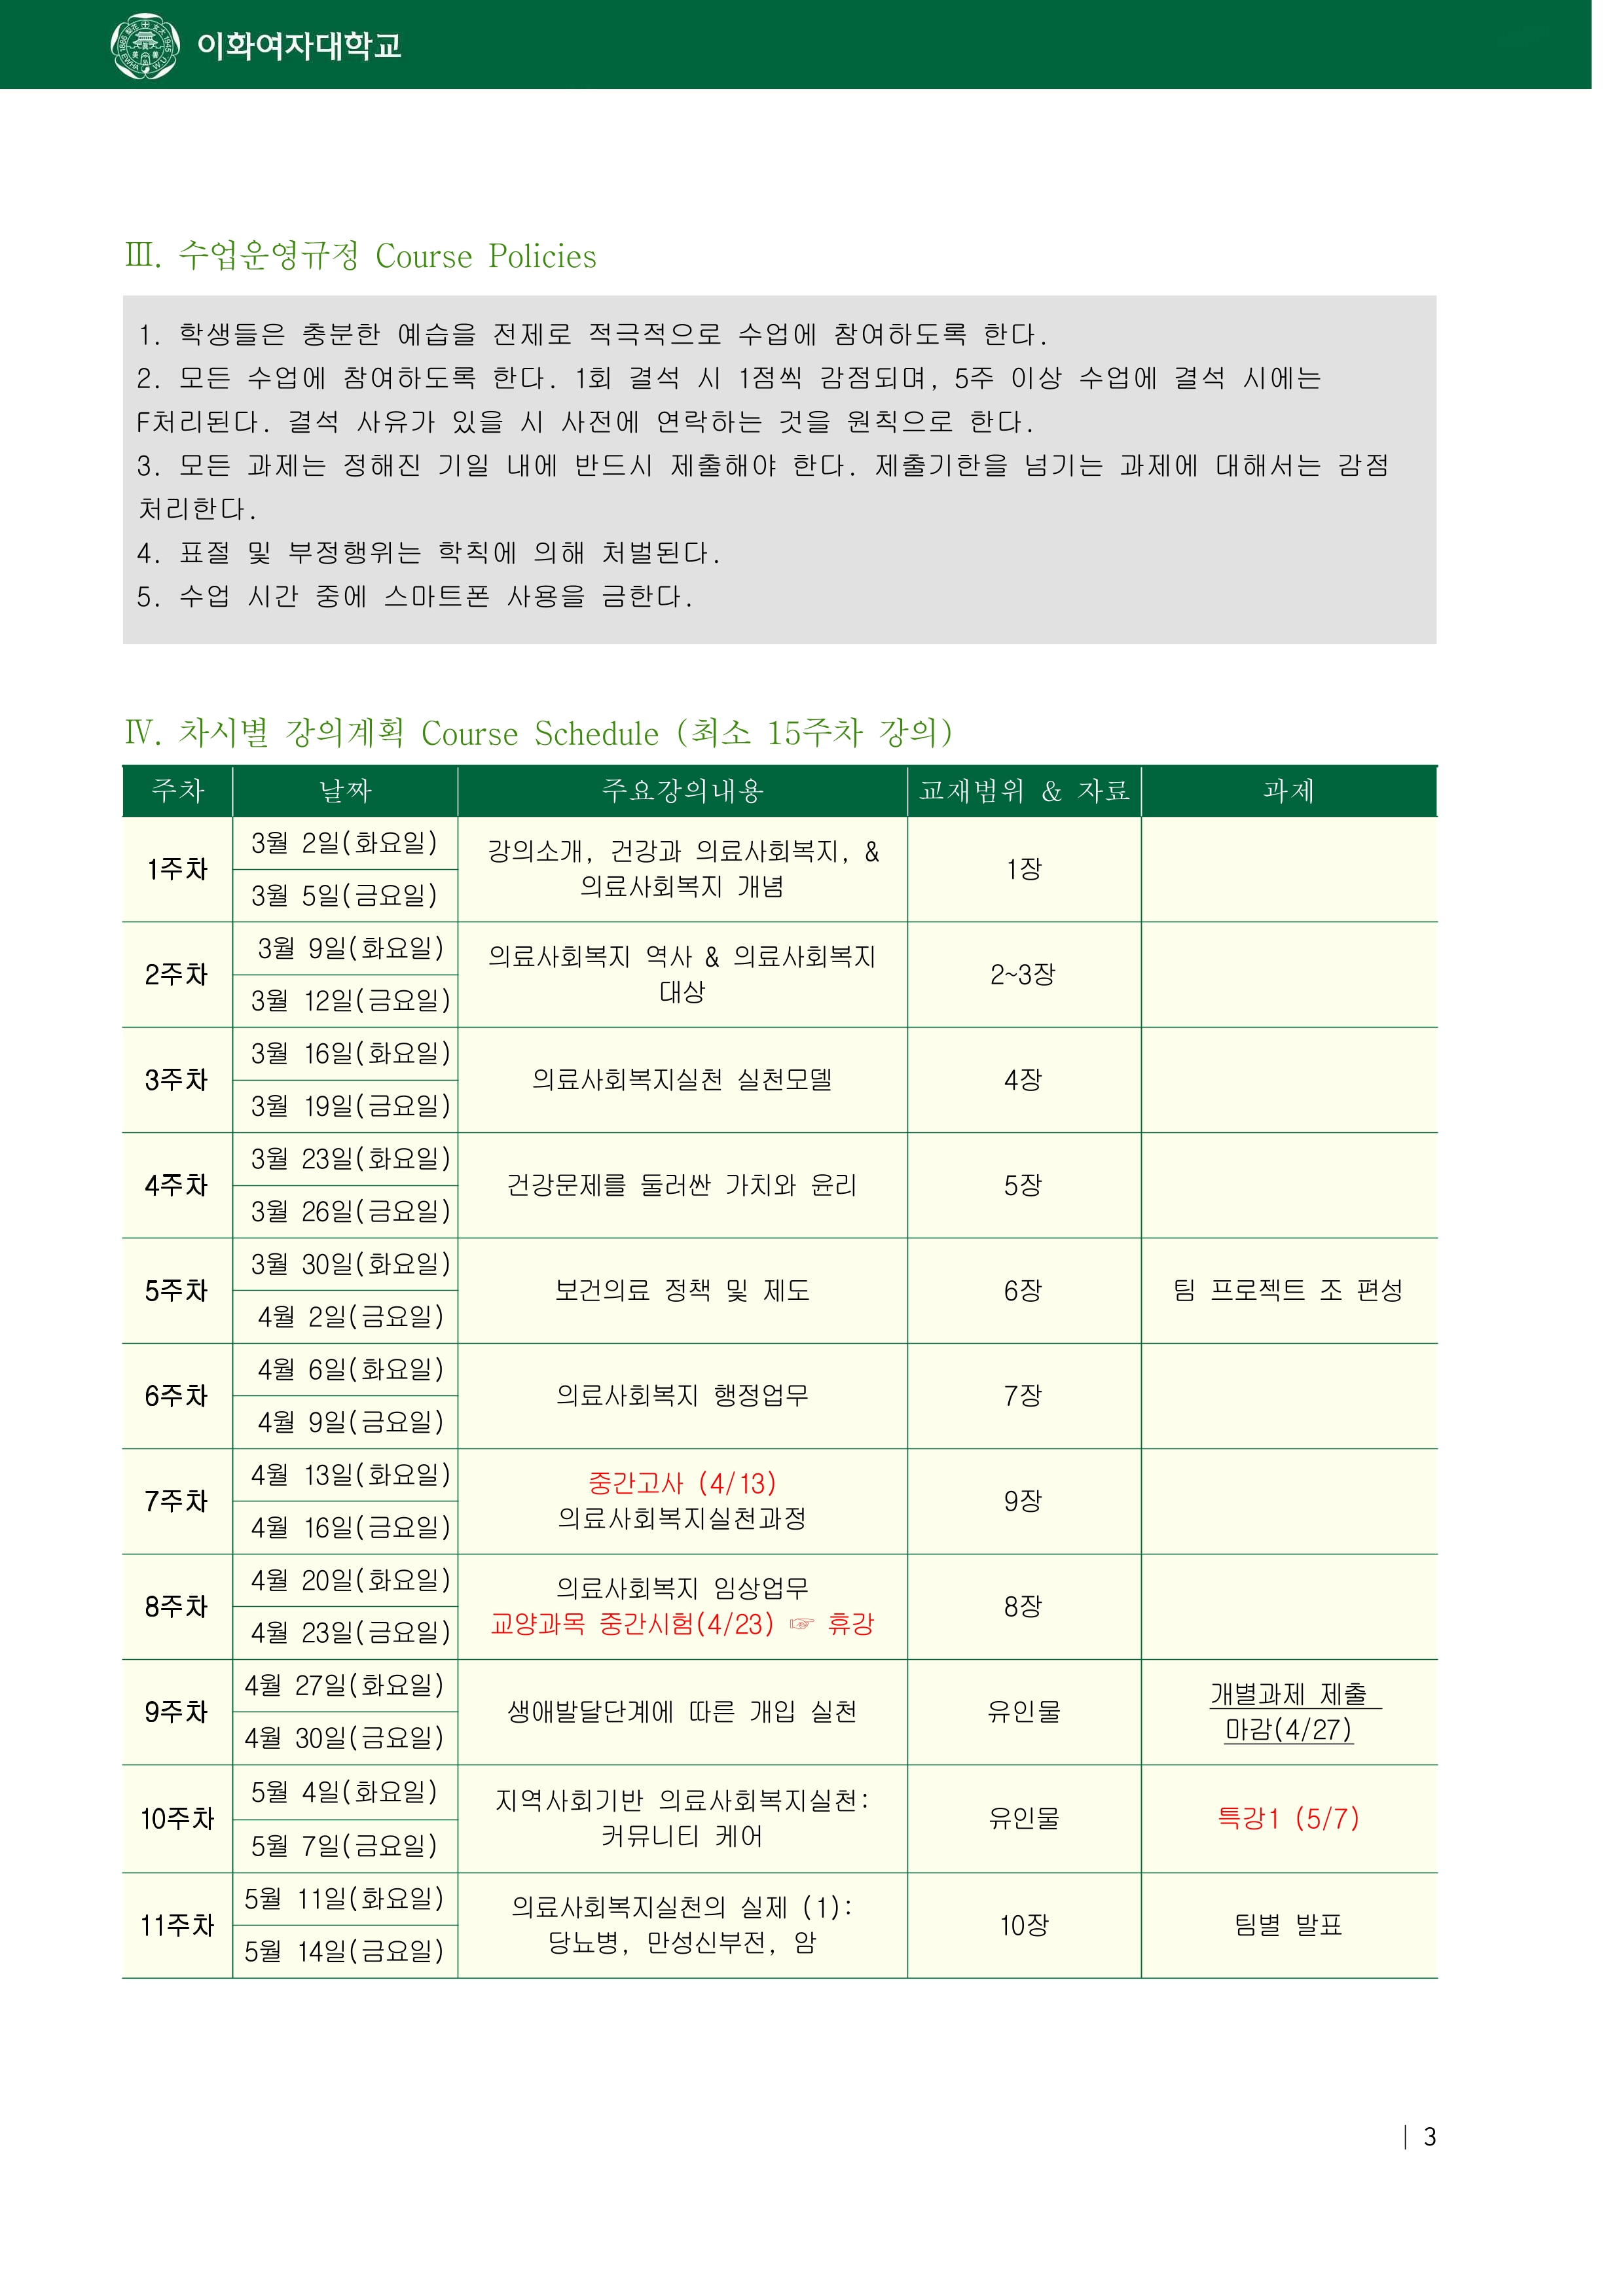 이화여자대학교
Ⅲ. 수업운영규정 Course Policies
1. 학생들은 충분한 예습을 전제로 적극적으로 수업에 참여하도록 한다.
2. 모든 수업에 참여하도록 한다. 1회 결석 시 1점씩 감점되며, 5주 이상 수업에 결석 시에는
F처리된다. 결석 사유가 있을 시 사전에 연락하는 것을 원칙으로 한다.
3. 모든 과제는 정해진 기일 내에 반드시 제출해야 한다. 제출기한을 넘기는 과제에 대해서는 감점
처리한다.
4. 표절 및 부정행위는 학칙에 의해 처벌된다.
5. 수업 시간 중에 스마트폰 사용을 금한다.
Ⅳ. 차시별 강의계획 Course Schedule (최소 15주차 강의)
주차 날짜 주요강의내용 교재범위 & 자료 과제
1주차
3월 2일(화요일)
3월 5일(금요일)
강의소개, 건강과 의료사회복지, &
의료사회복지 개념
1장
2주차
3월 9일(화요일)
3월 12일(금요일)
의료사회복지 역사 & 의료사회복지
대상
2~3장
3주차
3월 16일(화요일)
3월 19일(금요일)
의료사회복지실천 실천모델
4장
4주차
3월 23일(화요일)
3월 26일(금요일)
건강문제를 둘러싼 가치와 윤리
5장
5주차
3월 30일(화요일)
4월 2일(금요일)
보건의료 정책 및 제도
6장
팀 프로젝트 조 편성
6주차
4월 6일(화요일)
4월 9일(금요일)
의료사회복지 행정업무
7장
7주차
4월 13일(화요일)
4월 16일(금요일)
중간고사 (4/13)
의료사회복지실천과정
9장
8주차
4월 20일(화요일)
4월 23일(금요일)
의료사회복지 임상업무
교양과목 중간시험(4/23) ☞ 휴강
8장
9주차
4월 27일(화요일)
4월 30일(금요일)
생애발달단계에 따른 개입 실천
유인물
개별과제 제출
마감(4/27)
10주차
5월 4일(화요일)
5월 7일(금요일)
지역사회기반 의료사회복지실천:
커뮤니티 케어
유인물
특강1 (5/7)
11주차
5월 11일(화요일)
5월 14일(금요일)
의료사회복지실천의 실제 (1):
당뇨병, 만성신부전, 암
10장
팀별 발표
| 3